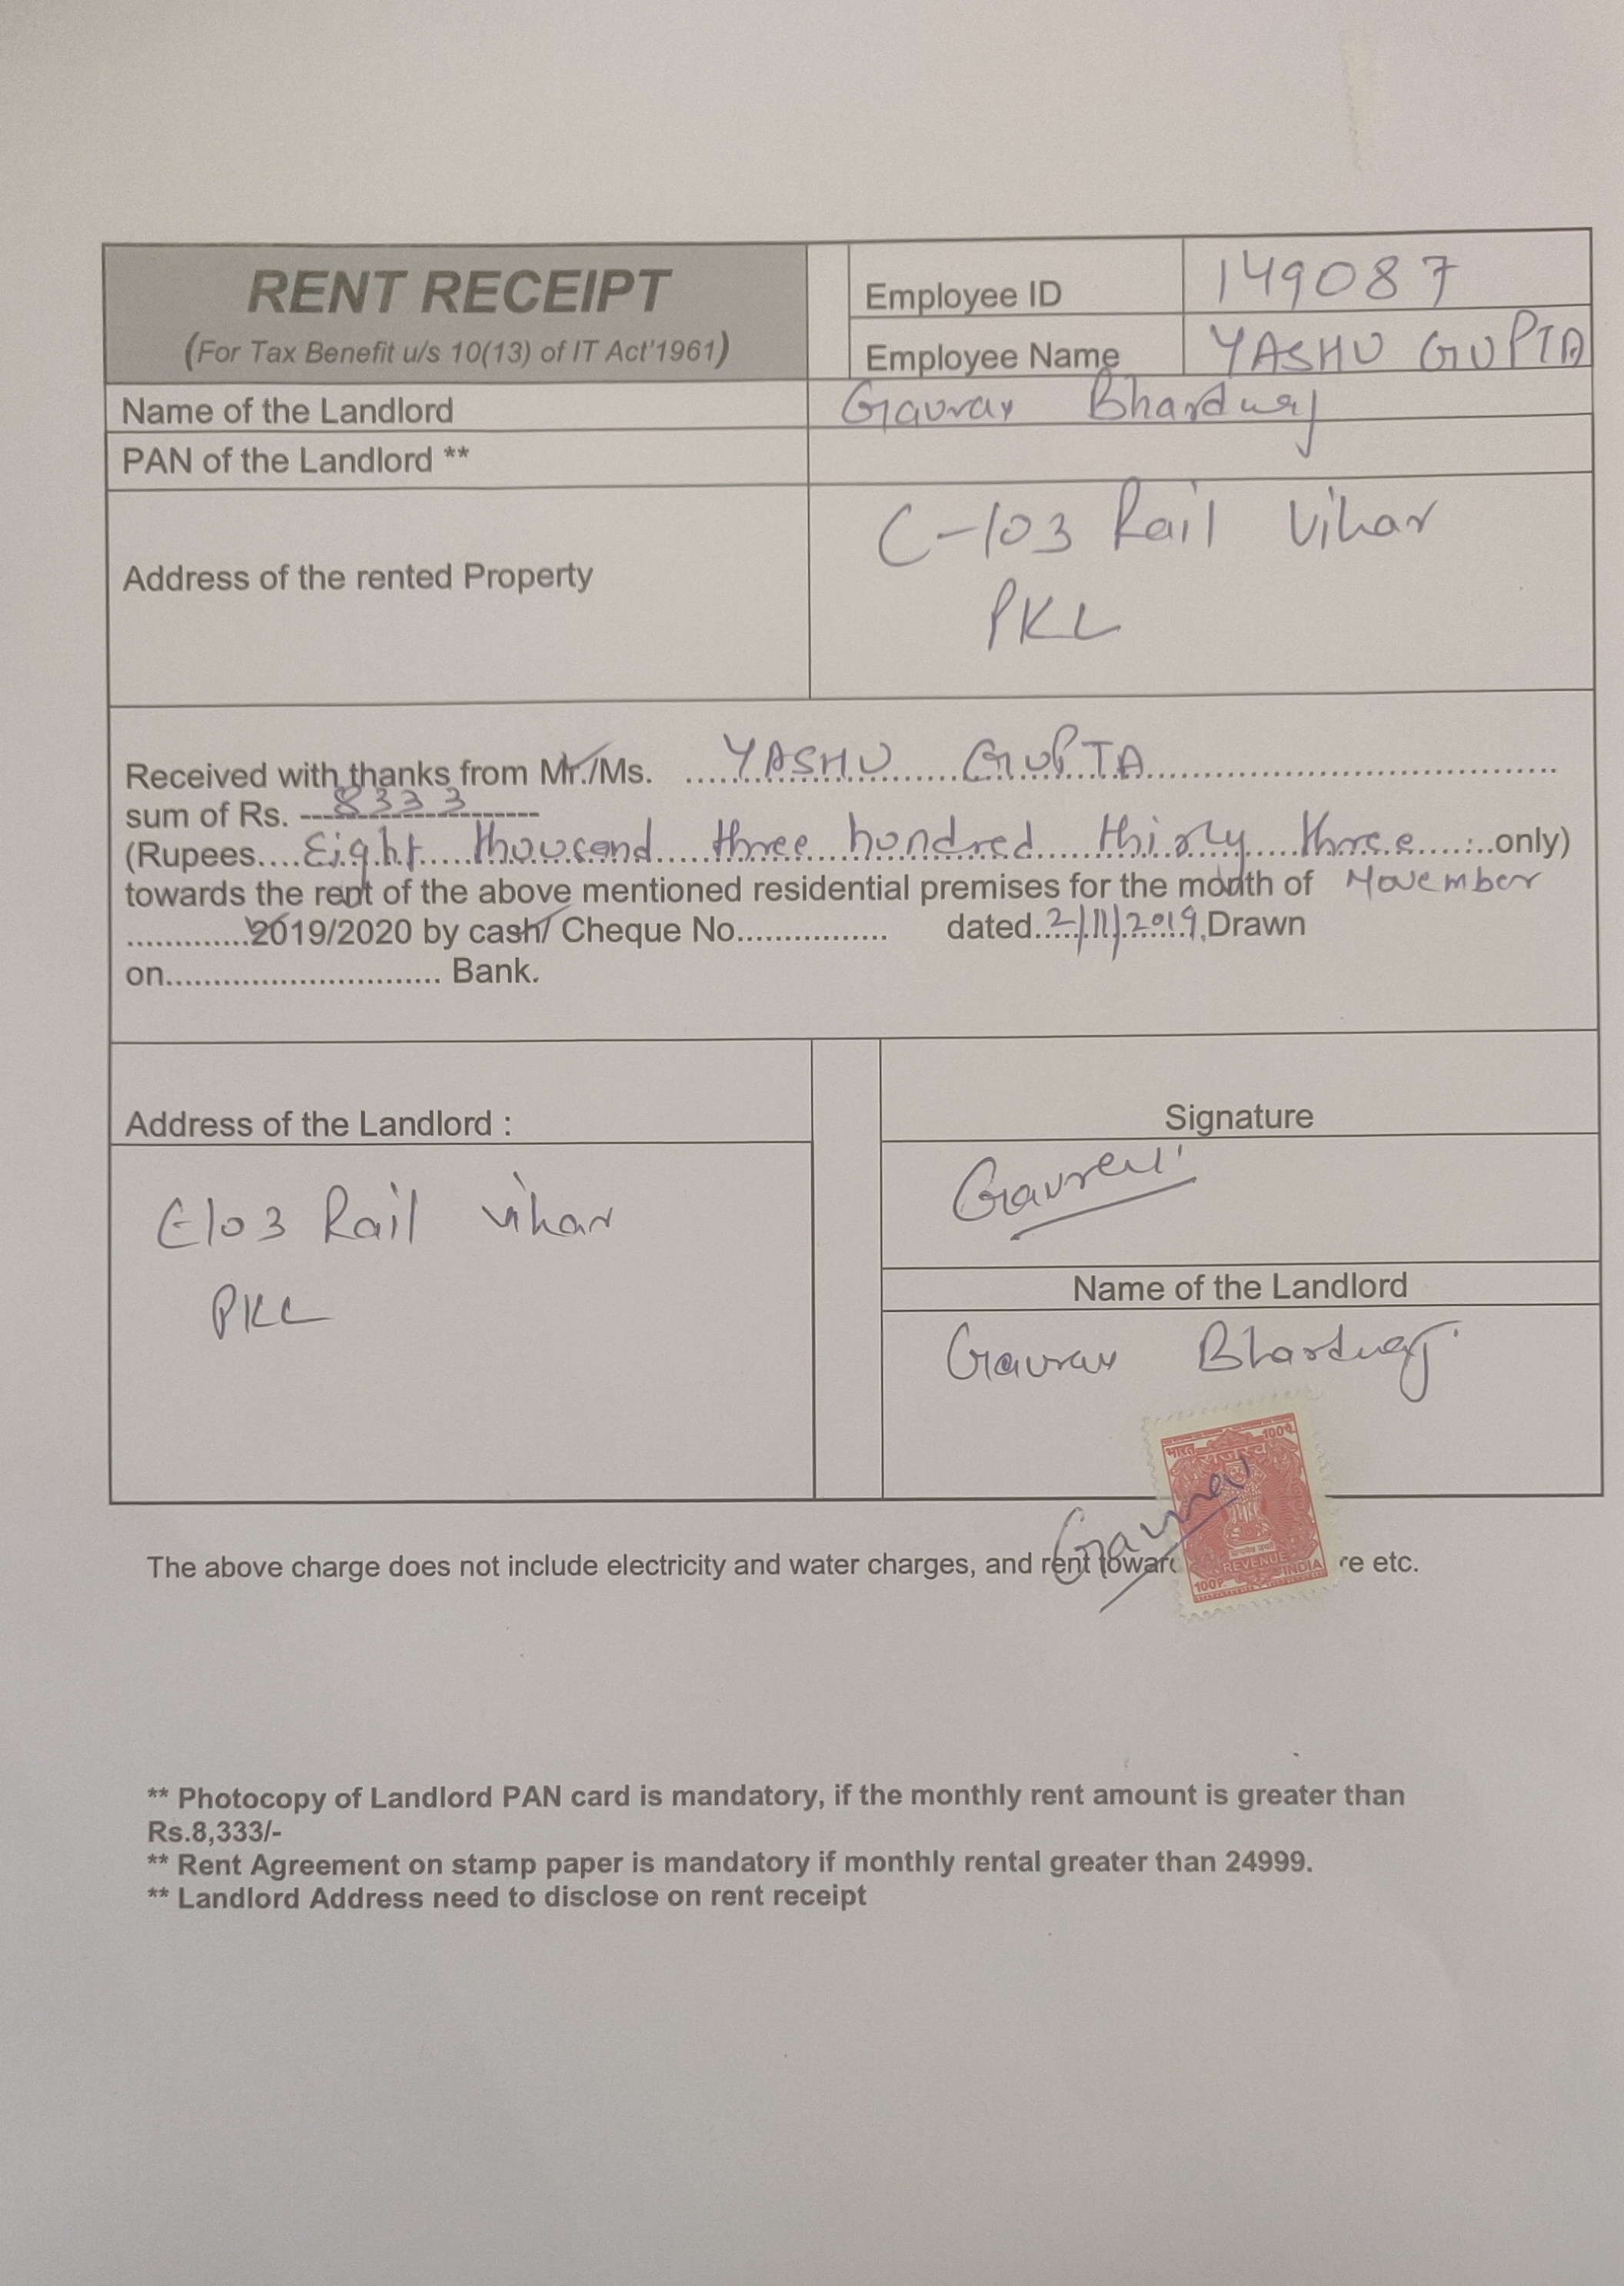 RENT RECEIPT
(For Tax Benefit u/s 10(13) of IT Act'1961)
Employee ID 149087
Employee Name YASHU GUPTA
Name of the Landlord Gaurav Bhardwaj
PAN of the Landlord **
Address of the rented Property C-103 Rail Vihar
PKL
Received with thanks from Mr./Ms. ....YASHU GUPTA....
sum of Rs. ---8333---
(Rupees....Eight thousand three hundred thirty three......only)
towards the rent of the above mentioned residential premises for the month of November
.............2019/2020 by cash/ Cheque No................ dated..2/11/2019.Drawn
on............................. Bank.
Address of the Landlord :
C-103 Rail vihar
PKL
Signature
Gaurav
Name of the Landlord
Gaurav Bhardwaj
भारत 100प.
राजस्व
सत्यमेव जयते
REVENUE
100P. INDIA
Gaurav
The above charge does not include electricity and water charges, and rent toward re etc.
** Photocopy of Landlord PAN card is mandatory, if the monthly rent amount is greater than
Rs.8,333/-
** Rent Agreement on stamp paper is mandatory if monthly rental greater than 24999.
** Landlord Address need to disclose on rent receipt